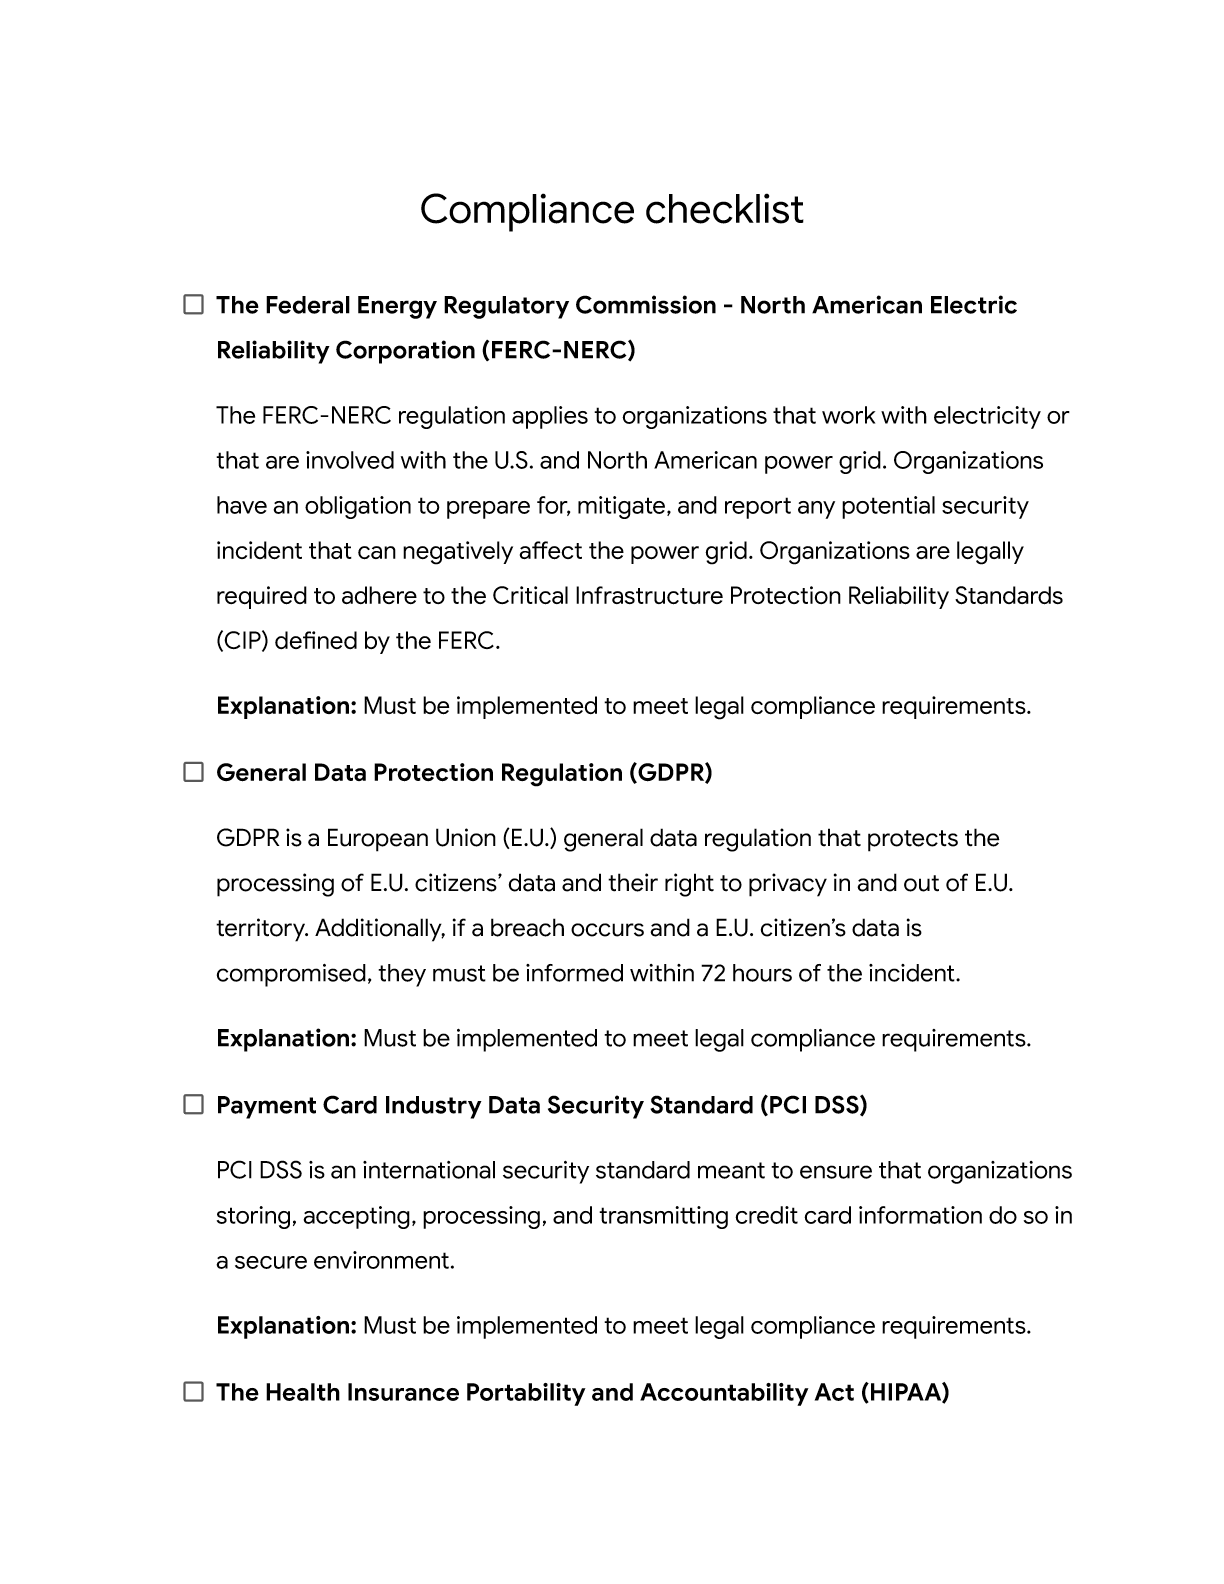 Compliance checklist
The Federal Energy Regulatory Commission - North American Electric
Reliability Corporation (FERC-NERC)
The FERC-NERC regulation applies to organizations that work with electricity or
that are involved with the U.S. and North American power grid. Organizations
have an obligation to prepare for, mitigate, and report any potential security
incident that can negatively affect the power grid. Organizations are legally
required to adhere to the Critical Infrastructure Protection Reliability Standards
(CIP) defined by the FERC.
Explanation: Must be implemented to meet legal compliance requirements.
General Data Protection Regulation (GDPR)
GDPR is a European Union (E.U.) general data regulation that protects the
processing of E.U. citizens’ data and their right to privacy in and out of E.U.
territory. Additionally, if a breach occurs and a E.U. citizen’s data is
compromised, they must be informed within 72 hours of the incident.
Explanation: Must be implemented to meet legal compliance requirements.
Payment Card Industry Data Security Standard (PCI DSS)
PCI DSS is an international security standard meant to ensure that organizations
storing, accepting, processing, and transmitting credit card information do so in
a secure environment.
Explanation: Must be implemented to meet legal compliance requirements.
The Health Insurance Portability and Accountability Act (HIPAA)